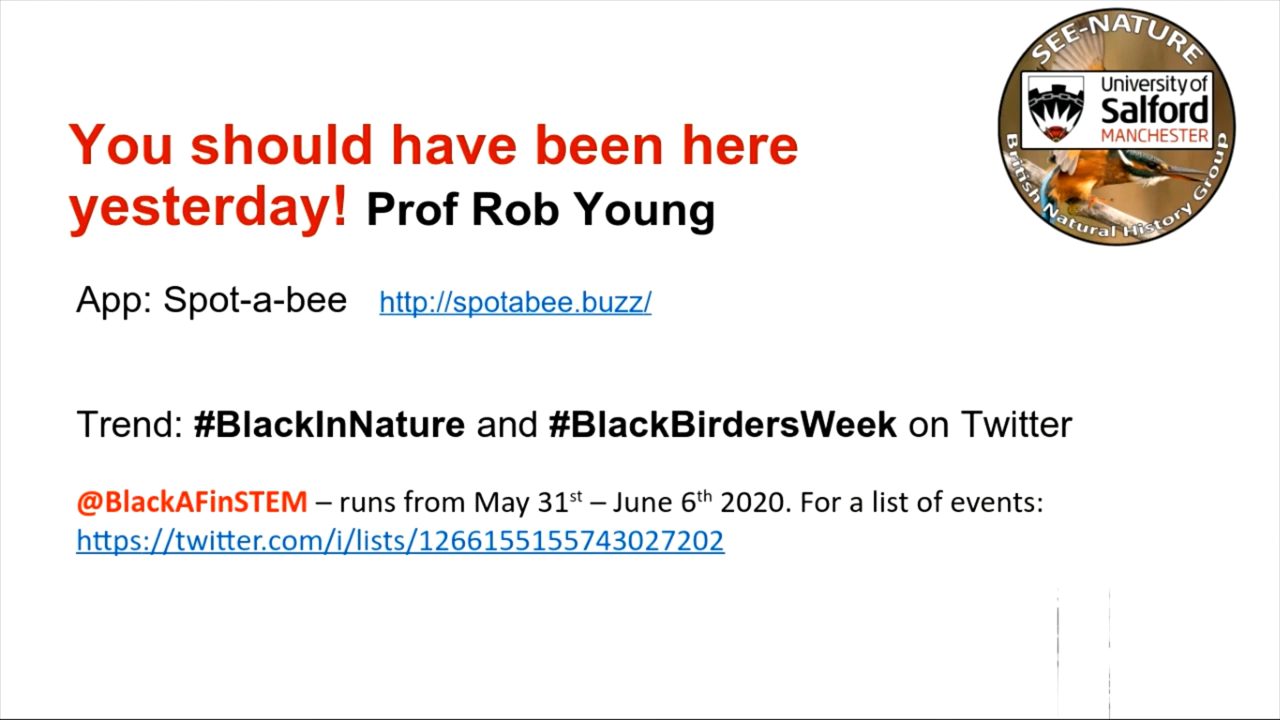 SEE-NATURE
University of
Salford
MANCHESTER
British Natural History Group
You should have been here
yesterday! Prof Rob Young
App: Spot-a-bee http://spotabee.buzz/
Trend: #BlackInNature and #BlackBirdersWeek on Twitter
@BlackAFinSTEM – runs from May 31st – June 6th 2020. For a list of events:
https://twitter.com/i/lists/1266155155743027202